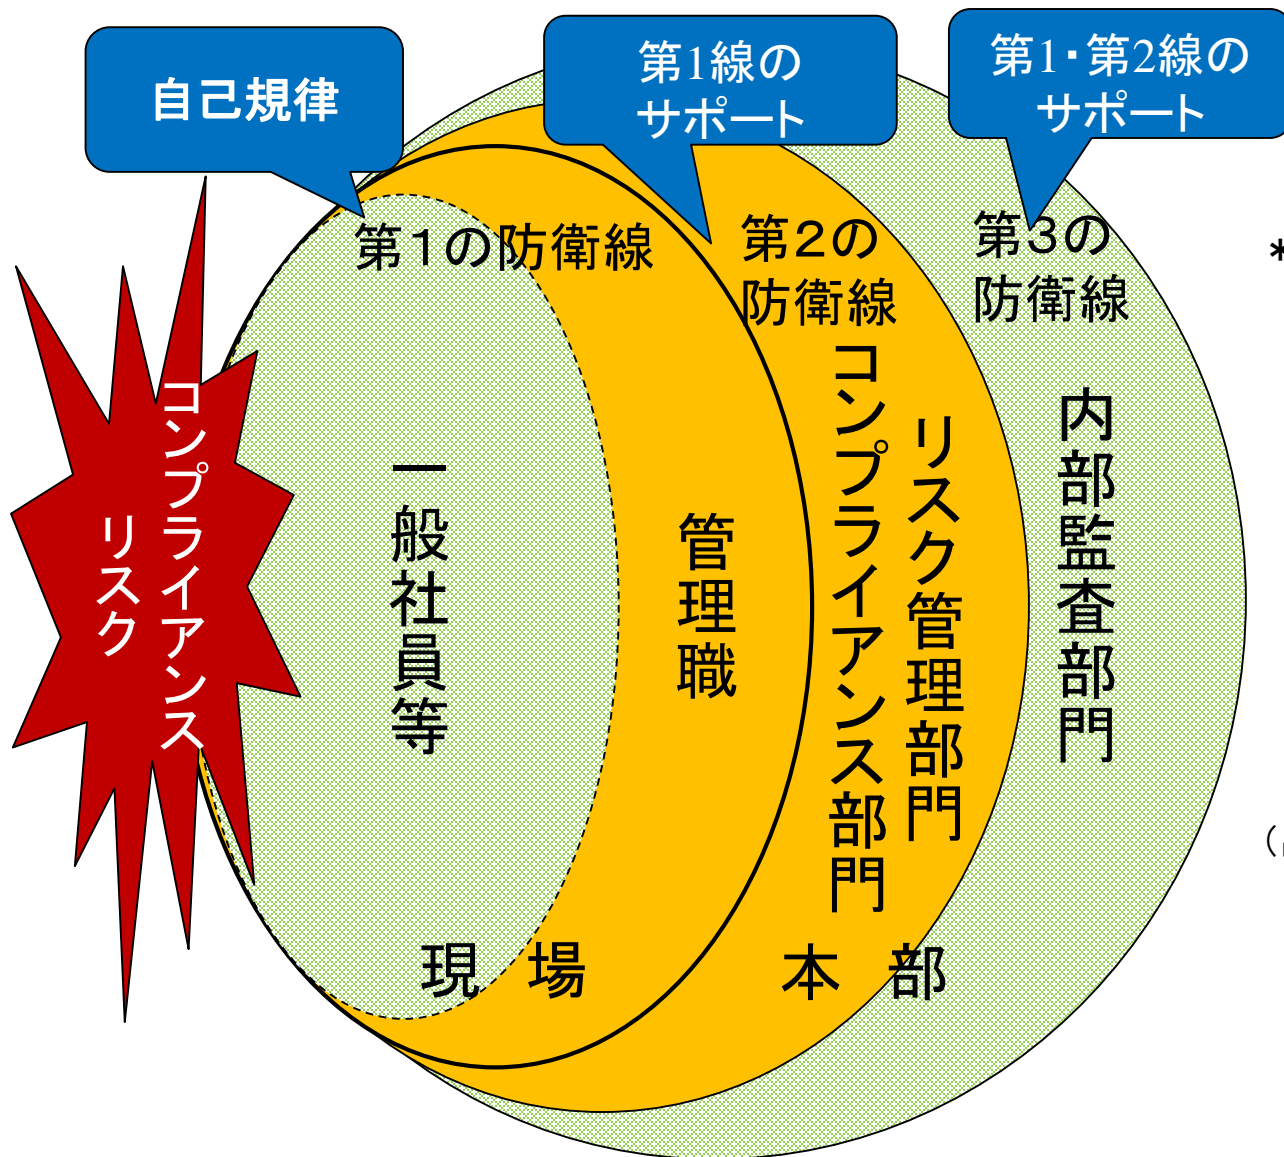 自己規律
第1線の
サポート
第1・第2線の
サポート
第１の防衛線
第２の
防衛線
第３の
防衛線
*
コンプライアンス
リスク
一般社員等
管理職
リスク管理部門
コンプライアンス部門
内部監査部門
（
現　場
本　部